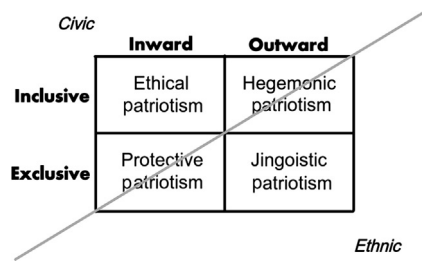 Civic
Inward Outward
Inclusive Ethical patriotism Hegemonic patriotism
Exclusive Protective patriotism Jingoistic patriotism
Ethnic